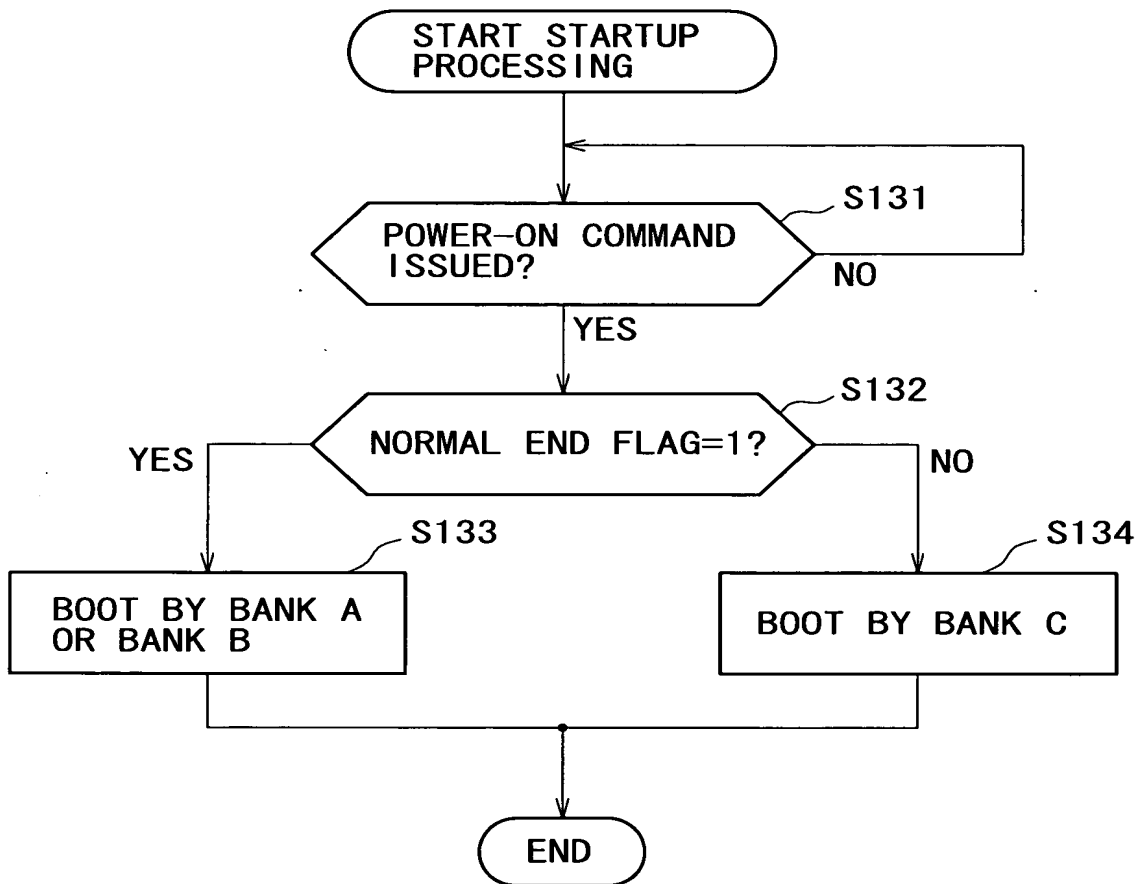 START STARTUP
PROCESSING
S131
POWER-ON COMMAND
ISSUED?
NO
YES
S132
NORMAL END FLAG=1?
YES
NO
S133
S134
BOOT BY BANK A
OR BANK B
BOOT BY BANK C
END